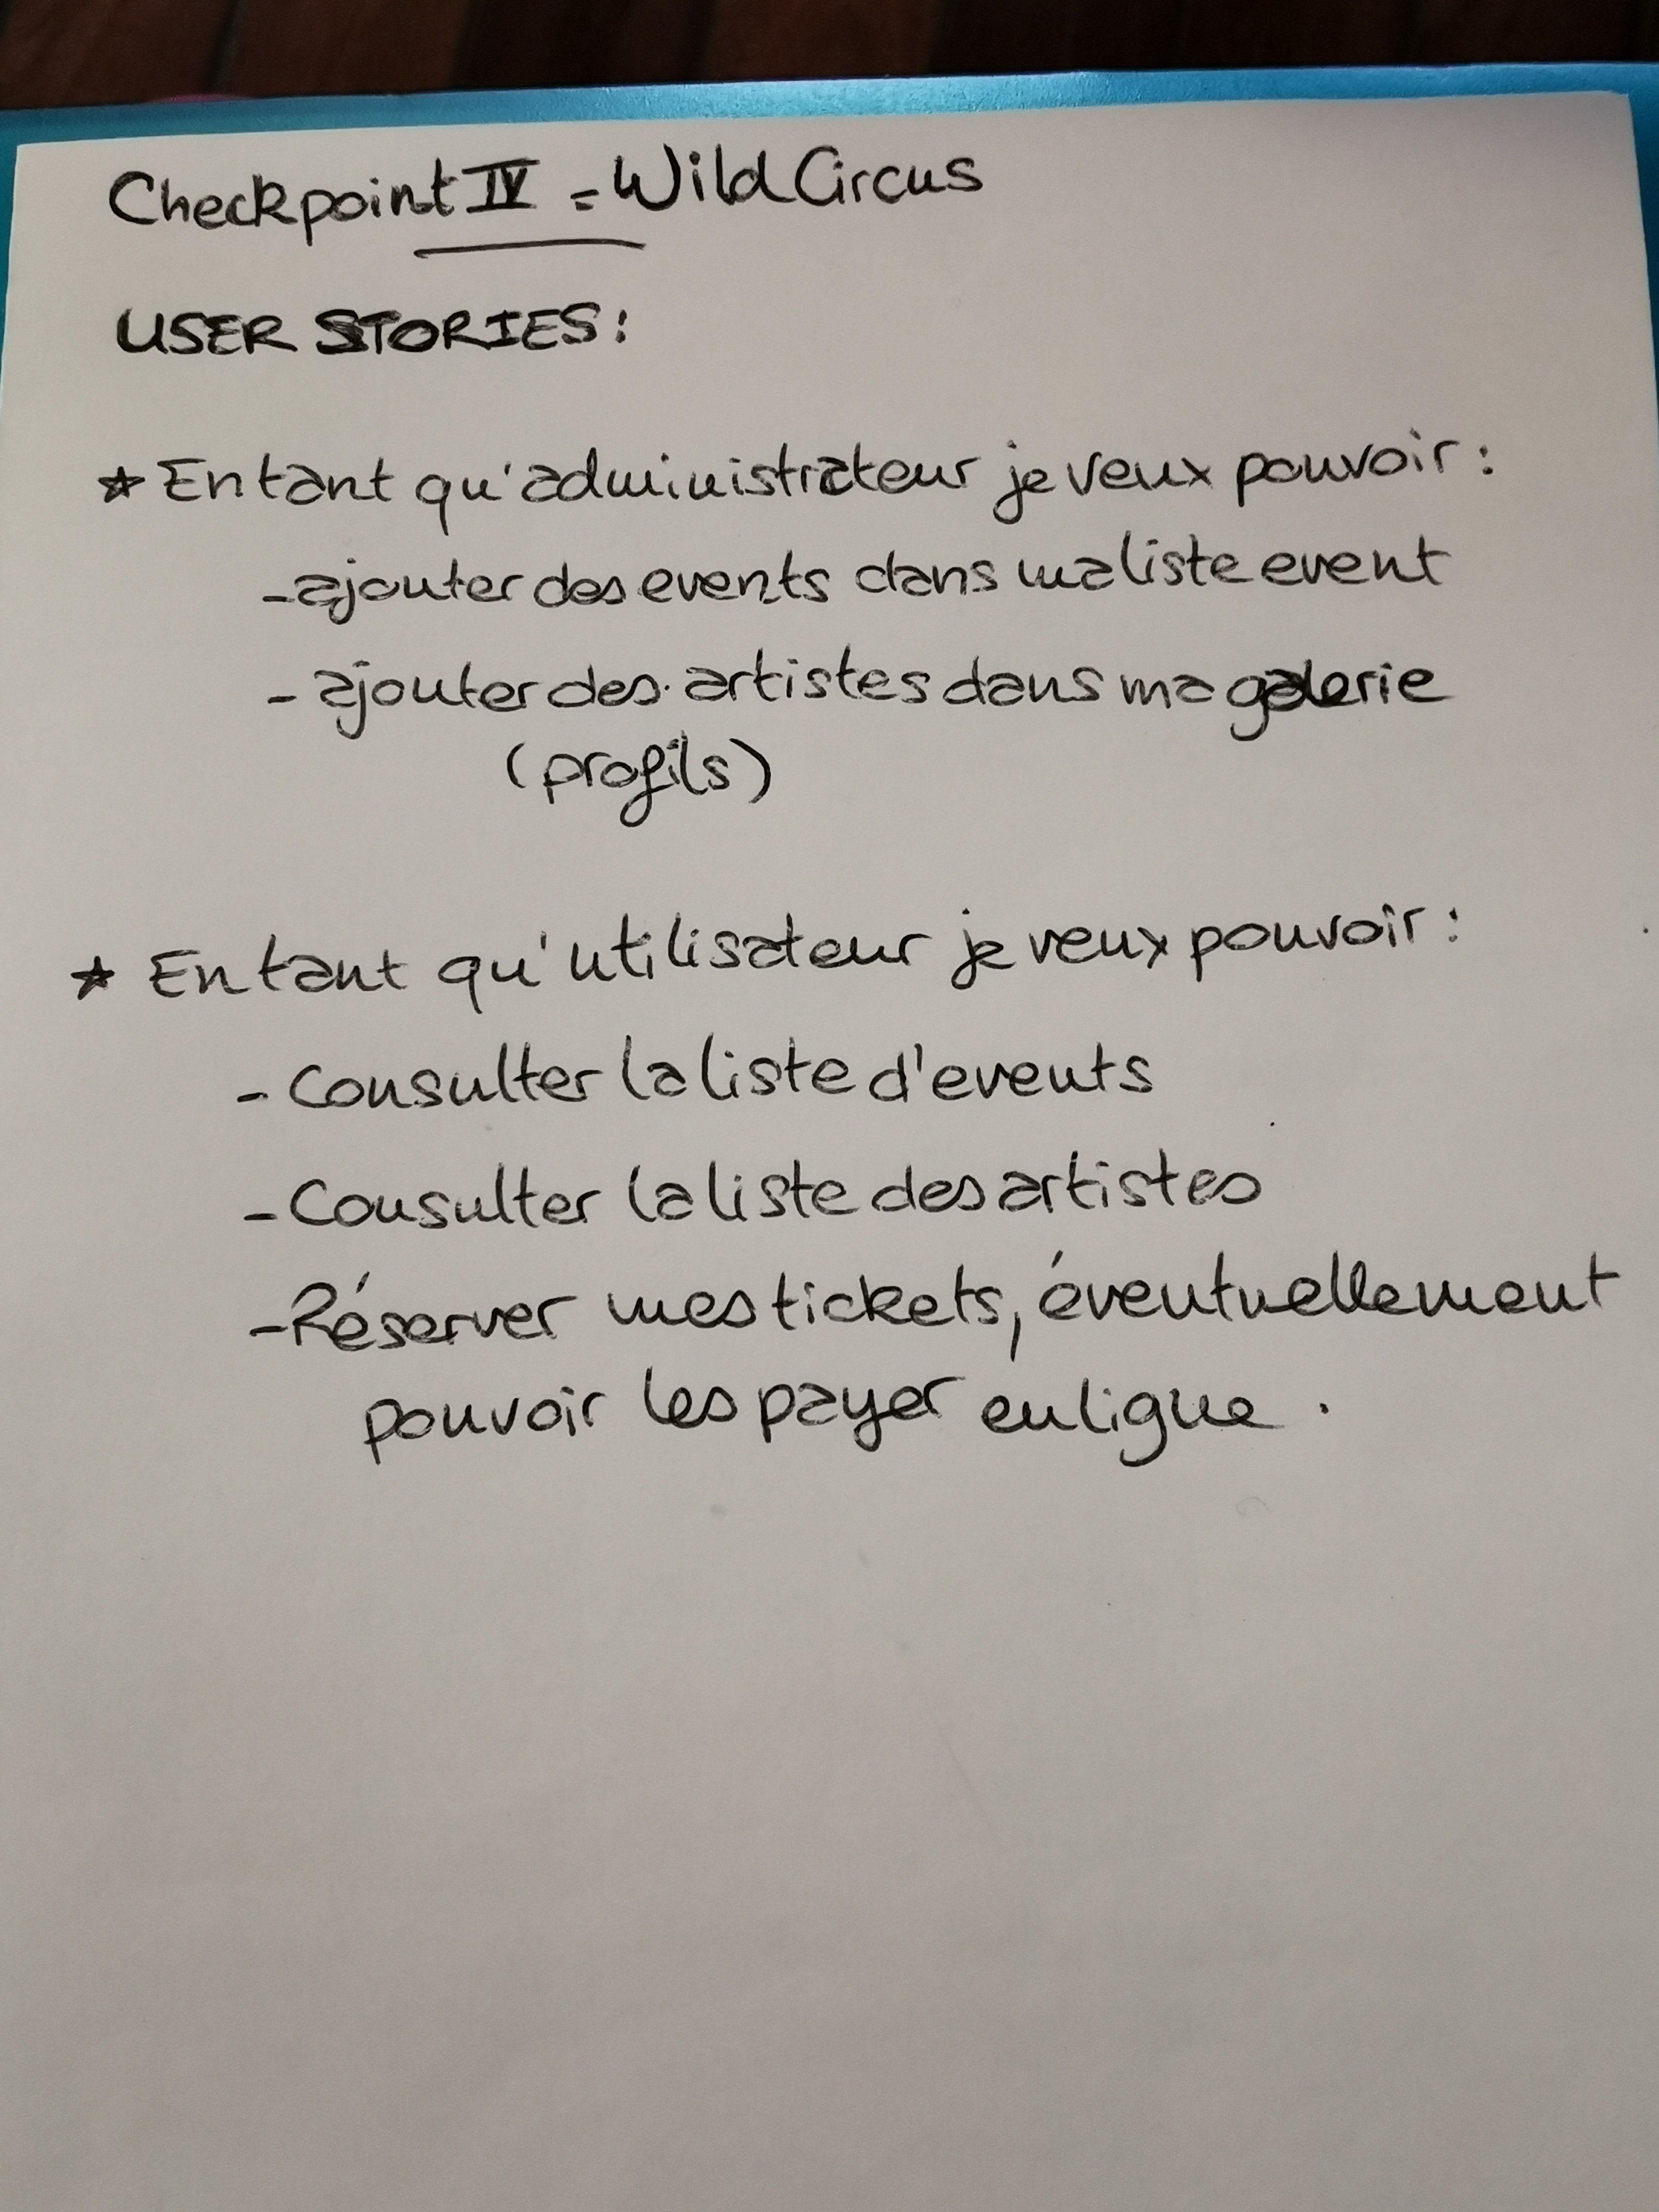 Checkpoint IV = Wild Circus
USER STORIES:
* En tant qu'administrateur je veux pouvoir:
- ajouter des events dans ma liste event
- ajouter des artistes dans ma galerie
(profils)
* En tant qu'utilisateur je veux pouvoir:
- Consulter la liste d'events
- Consulter la liste des artistes
- Réserver mes tickets, éventuellement
pouvoir les payer en ligne.